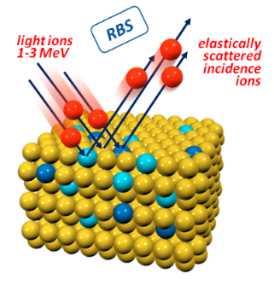 RBS
light ions
1-3 MeV
elastically
scattered
incidence
ions